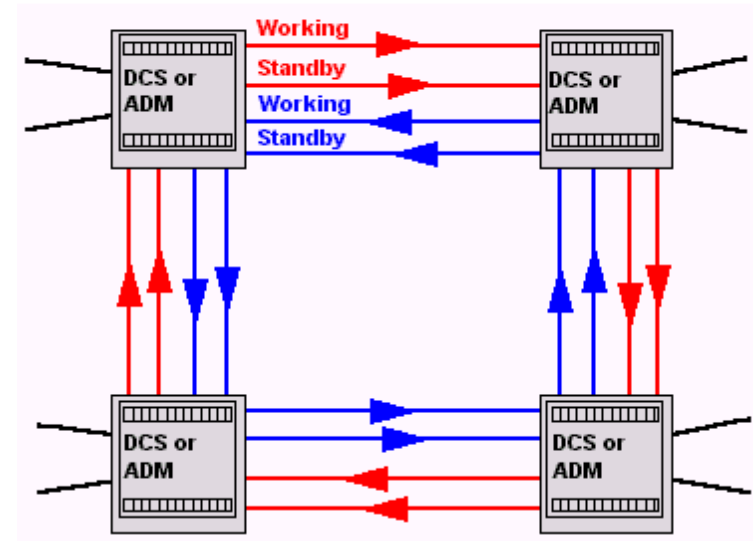 Working
Standby
Working
Standby
DCS or
ADM
DCS or
ADM
DCS or
ADM
DCS or
ADM